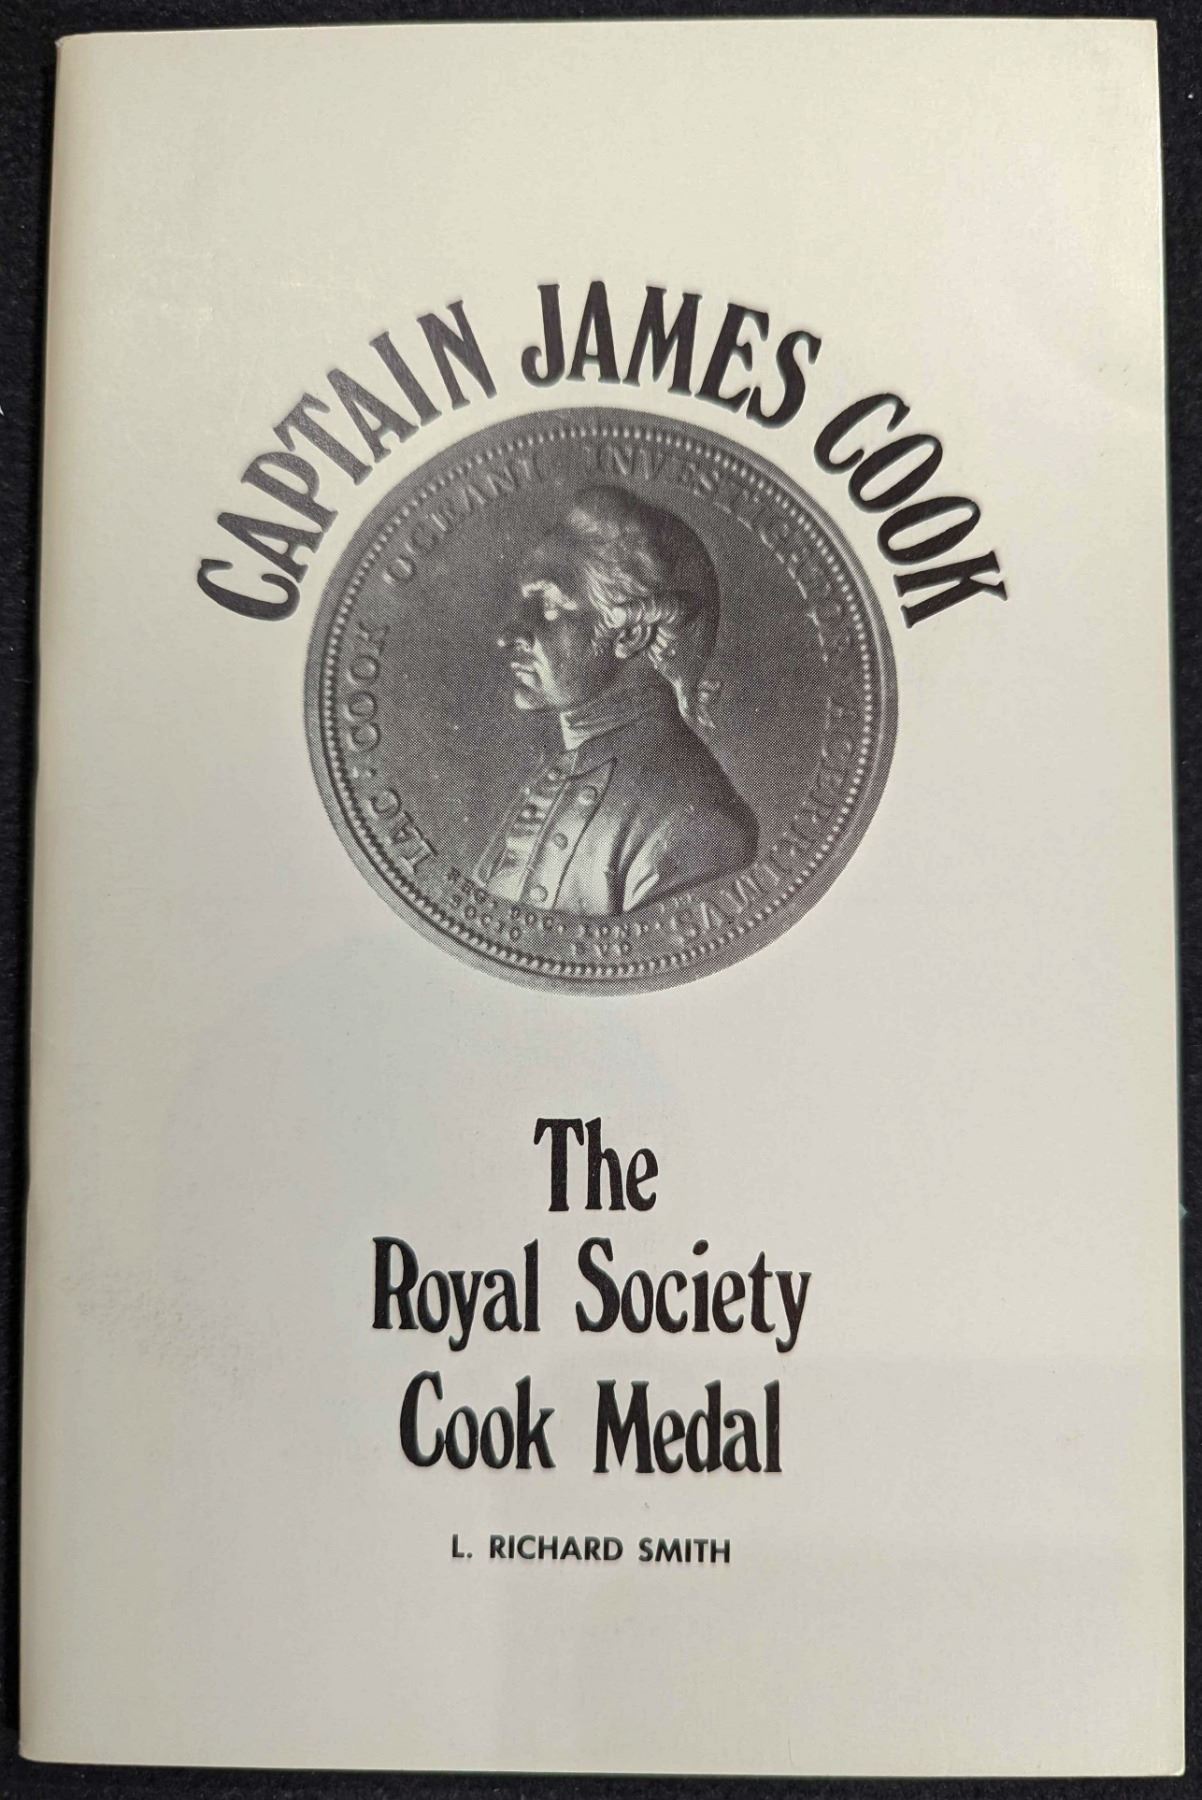 CAPTAIN JAMES COOK
IAC: COOK OCEANI INVESTIGATOR ACERRIMVS
REG. SOC. LOND.
SOCIO SVO
The
Royal Society
Cook Medal
L. RICHARD SMITH